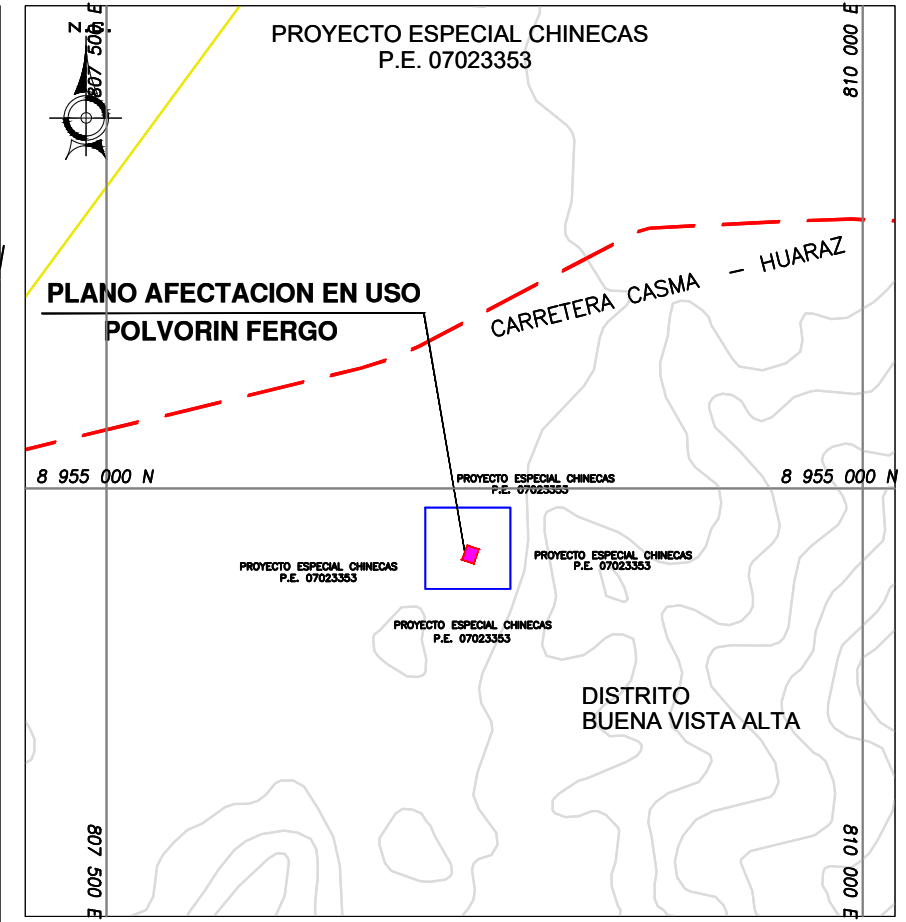 PROYECTO ESPECIAL CHINECAS
P.E. 07023353
N.M.
807 500 E
810 000 E
CARRETERA CASMA - HUARAZ
PLANO AFECTACION EN USO
POLVORIN FERGO
8 955 000 N
8 955 000 N
PROYECTO ESPECIAL CHINECAS
P.E. 07023353
PROYECTO ESPECIAL CHINECAS
P.E. 07023353
PROYECTO ESPECIAL CHINECAS
P.E. 07023353
PROYECTO ESPECIAL CHINECAS
P.E. 07023353
DISTRITO
BUENA VISTA ALTA
807 500 E
810 000 E